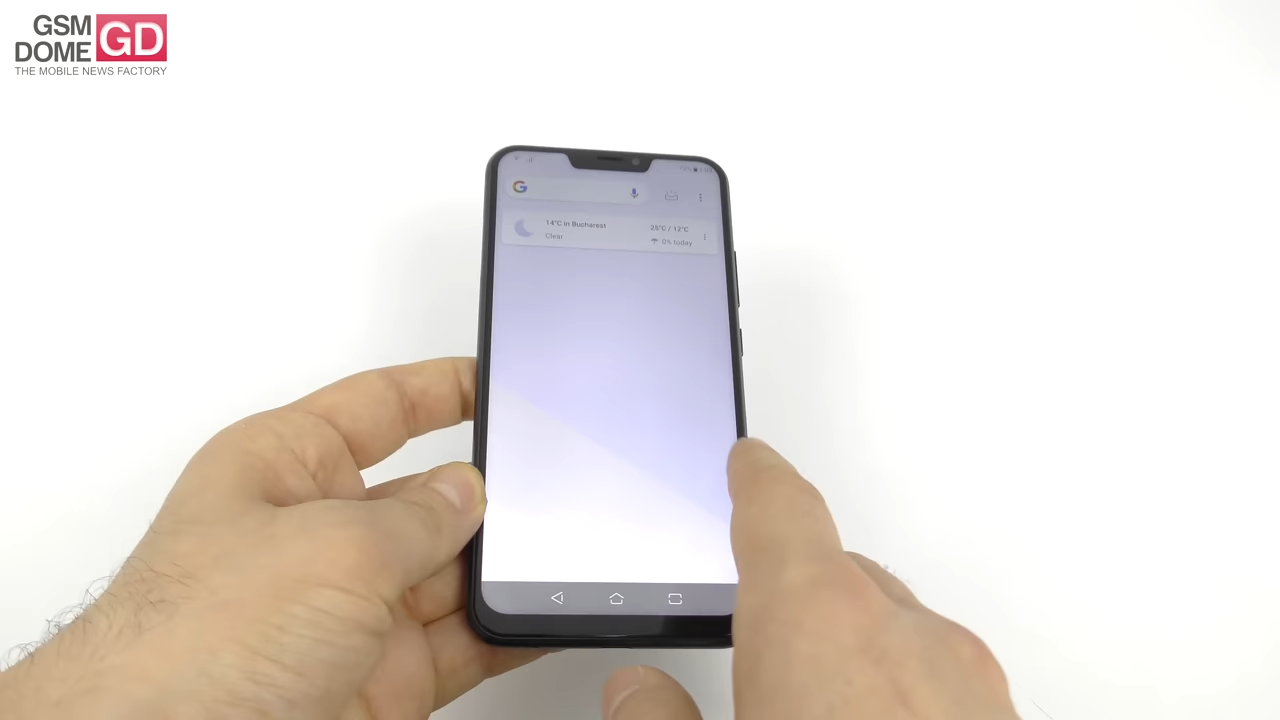 GSM
DOME GD
THE MOBILE NEWS FACTORY
G
14°C in Bucharest
Clear
25°C / 12°C
0% today